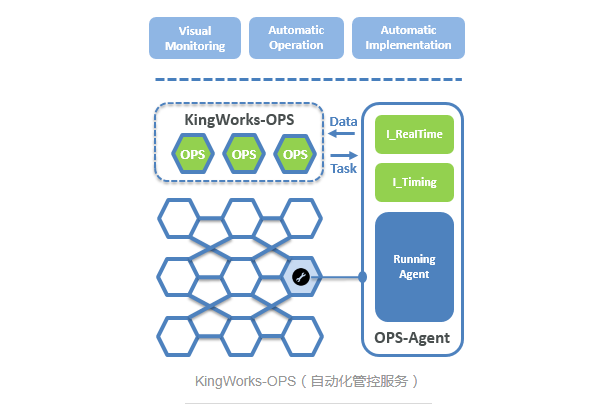 Visual
Monitoring
Automatic
Operation
Automatic
Implementation
KingWorks-OPS
OPS
OPS
OPS
Data
Task
I_RealTime
I_Timing
Running
Agent
OPS-Agent
KingWorks-OPS（自动化管控服务）